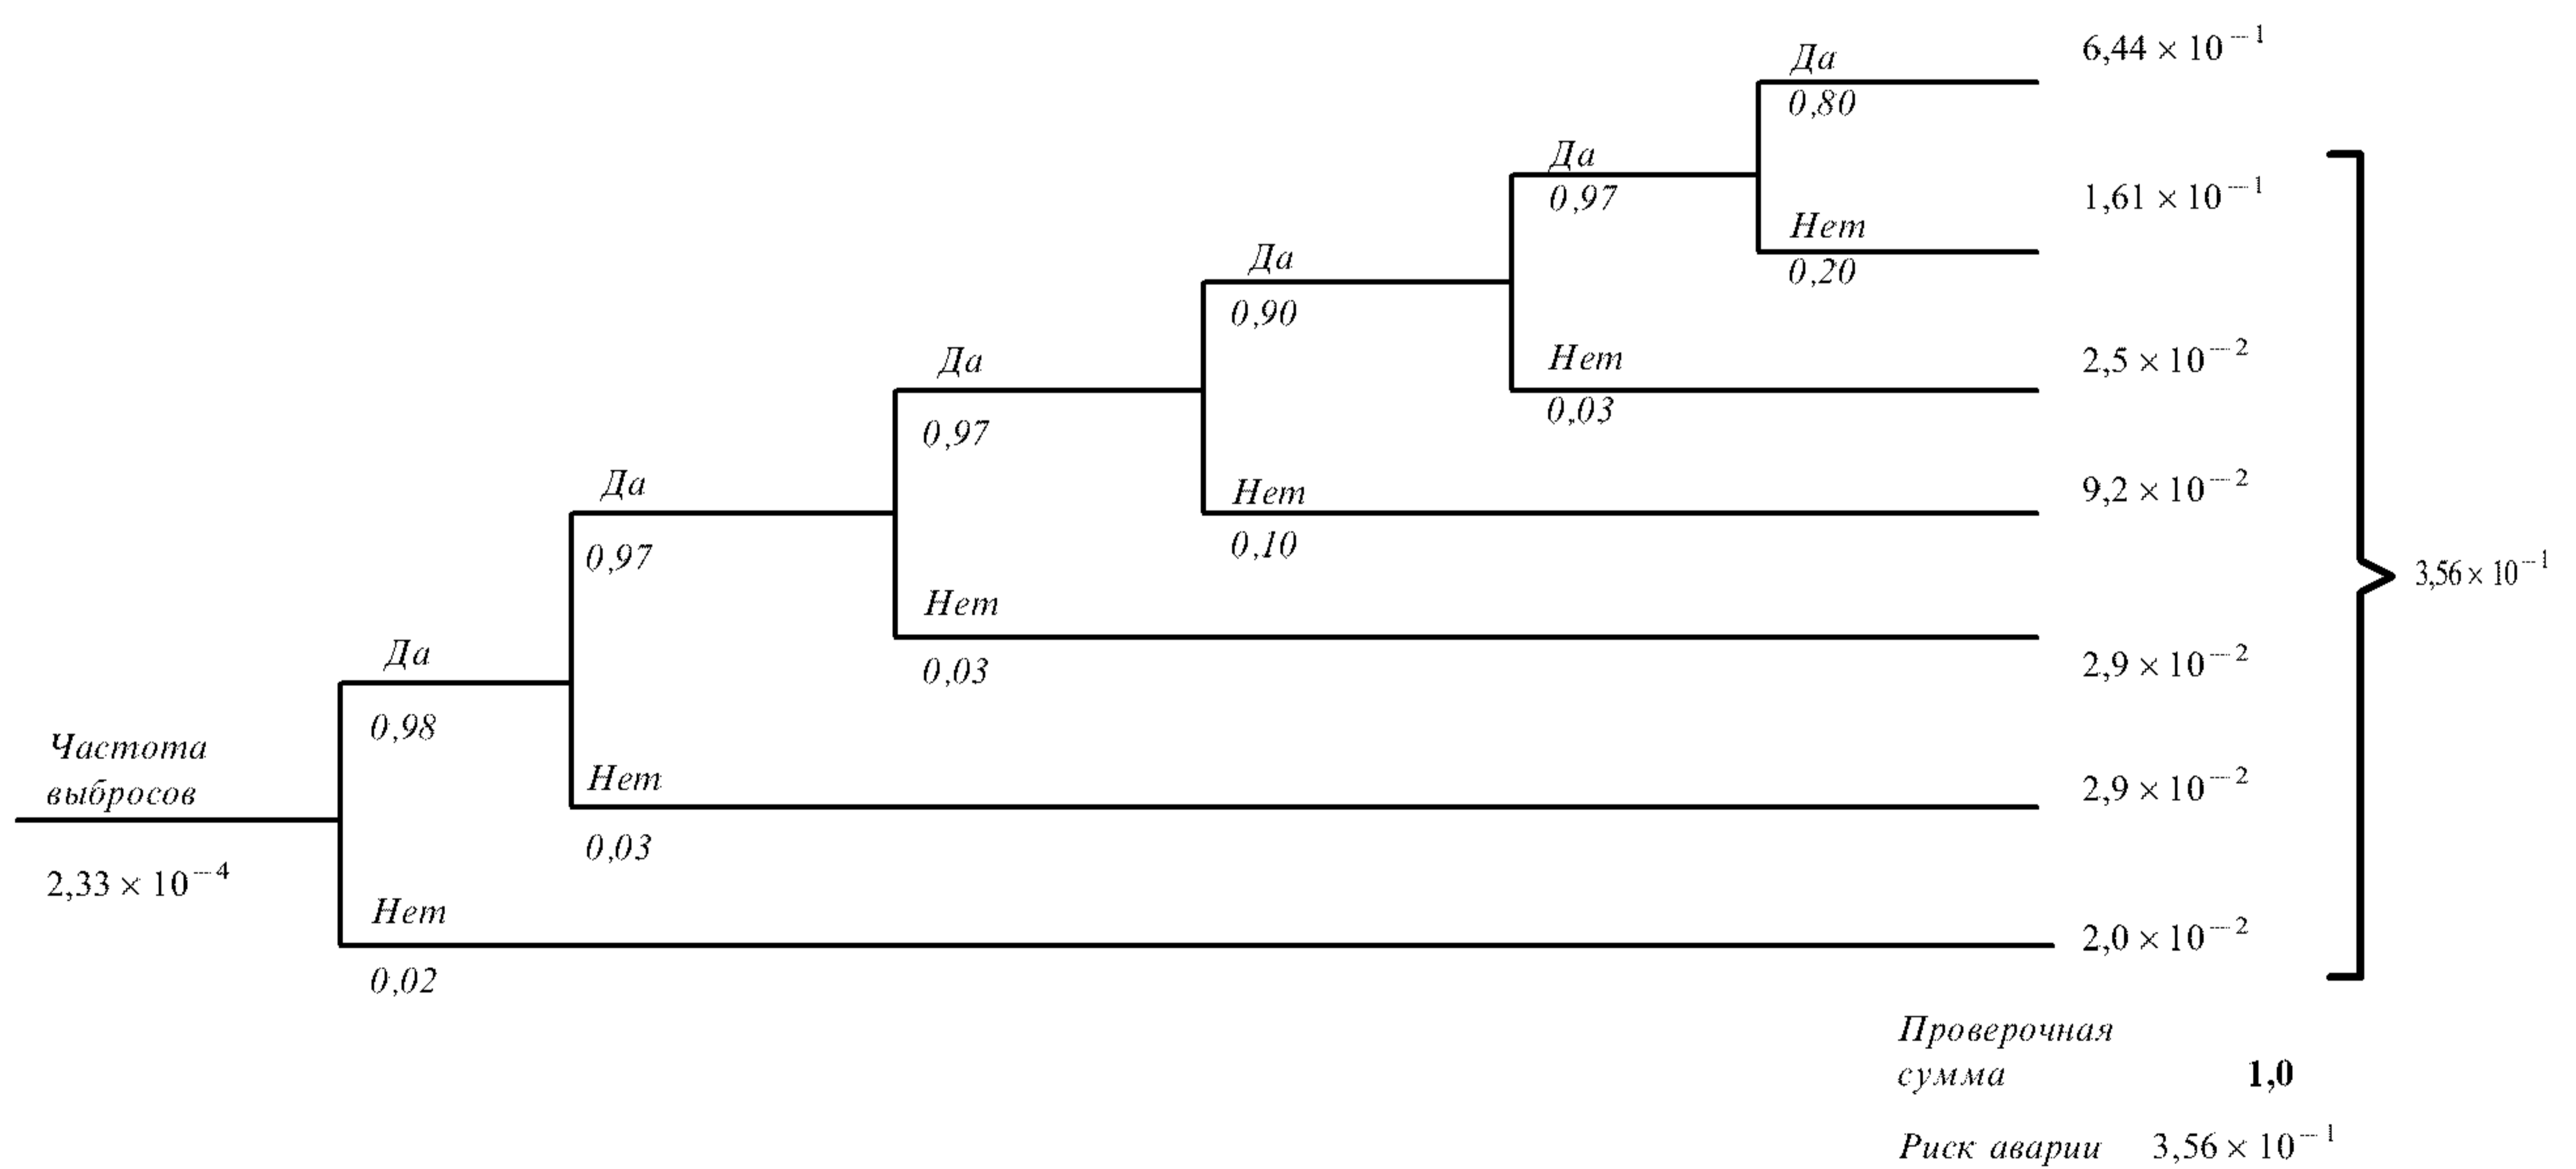 Да
6,44 × 10⁻¹
0,80
Да
0,97
1,61 × 10⁻¹
Нет
0,20
Да
0,90
Да
0,97
Нет
0,03
2,5 × 10⁻²
Да
0,97
Нет
0,10
9,2 × 10⁻²
3,56 × 10⁻¹
Нет
0,03
2,9 × 10⁻²
Да
0,98
Нет
0,03
2,9 × 10⁻²
Частота
выбросов
2,33 × 10⁻⁴
Нет
0,02
2,0 × 10⁻²
Проверочная
сумма 1,0
Риск аварии 3,56 × 10⁻¹